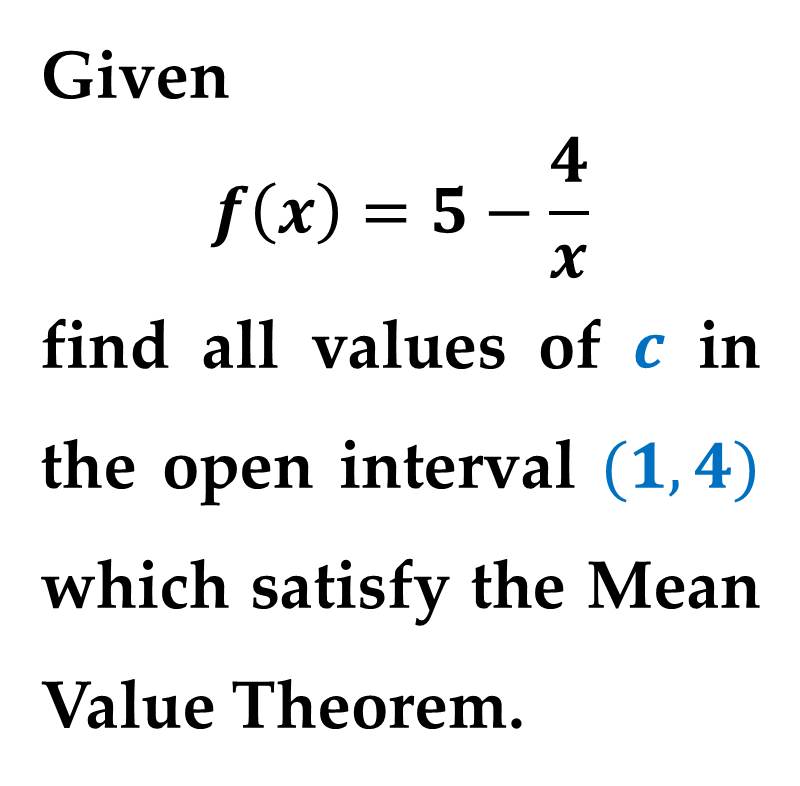 Given
f(x) = 5 − 4/x
find all values of c in
the open interval (1, 4)
which satisfy the Mean
Value Theorem.